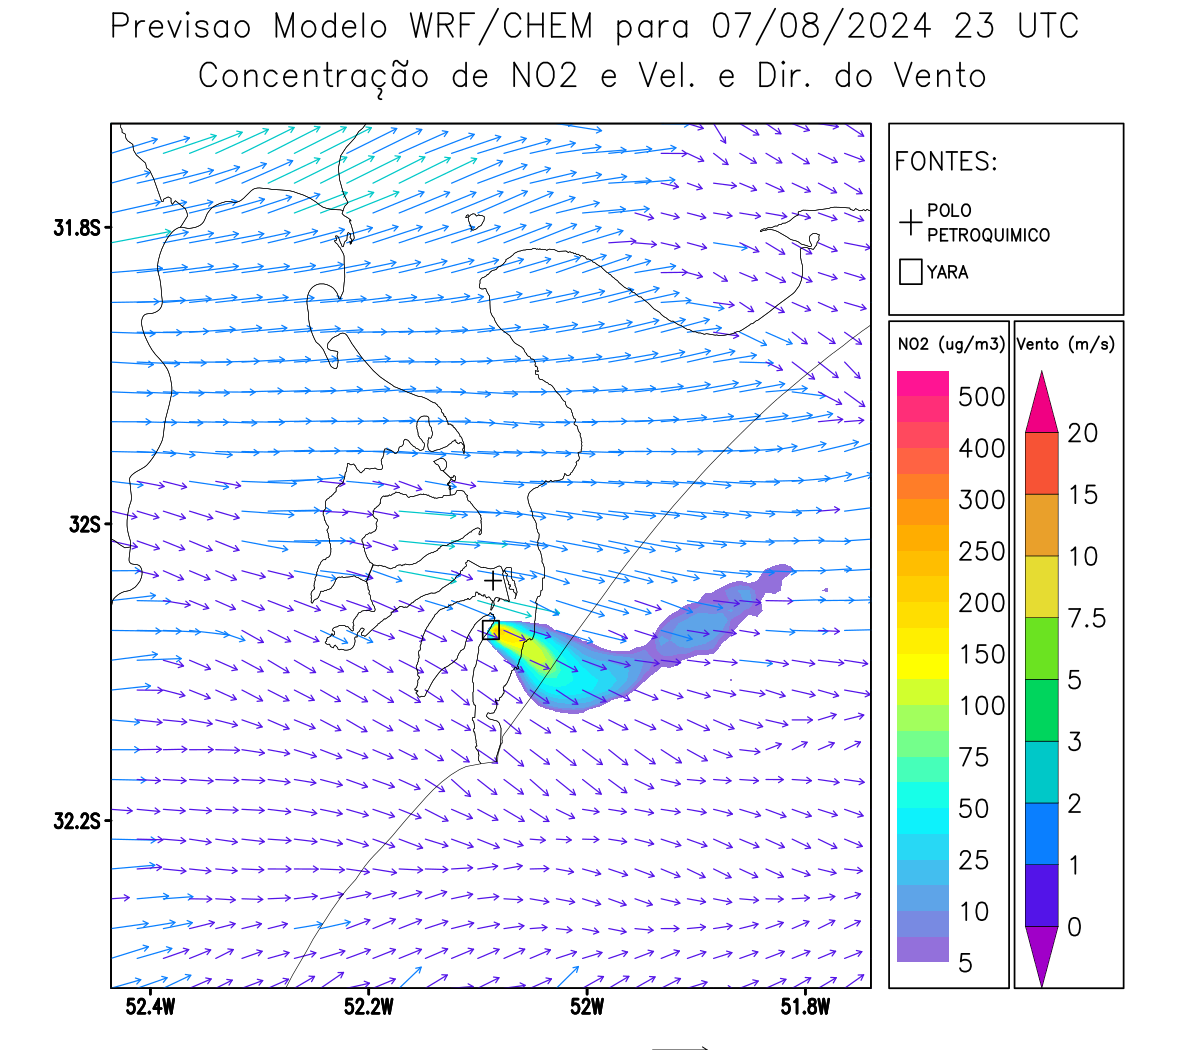 Previsao Modelo WRF/CHEM para 07/08/2024 23 UTC
Concentração de NO2 e Vel. e Dir. do Vento
FONTES:
POLO
PETROQUIMICO
YARA
31.8S
32S
32.2S
52.4W
52.2W
52W
51.8W
NO2 (ug/m3)
500
400
300
250
200
150
100
75
50
25
10
5
Vento (m/s)
20
15
10
7.5
5
3
2
1
0